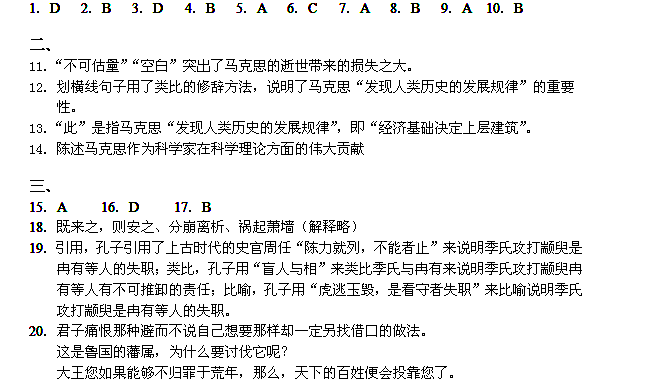 1. D 2. B 3. D 4. B 5. A 6. C 7. A 8. B 9. A 10. B
二、
11. “不可估量”“空白”突出了马克思的逝世带来的损失之大。
12. 划横线句子用了类比的修辞方法，说明了马克思“发现人类历史的发展规律”的重要
性。
13. “此”是指马克思“发现人类历史的发展规律”，即“经济基础决定上层建筑”。
14. 陈述马克思作为科学家在科学理论方面的伟大贡献
三、
15. A 16. D 17. B
18. 既来之，则安之、分崩离析、祸起萧墙（解释略）
19. 引用，孔子引用了上古时代的史官周任“陈力就列，不能者止”来说明季氏攻打颛臾是
冉有等人的失职；类比，孔子用“盲人与相”来类比季氏与冉有来说明季氏攻打颛臾冉
有等人有不可推卸的责任；比喻，孔子用“虎逃玉毁，是看守者失职”来比喻说明季氏
攻打颛臾是冉有等人的失职。
20. 君子痛恨那种避而不说自己想要那样却一定另找借口的做法。
这是鲁国的藩属，为什么要讨伐它呢？
大王您如果能够不归罪于荒年，那么，天下的百姓便会投靠您了。